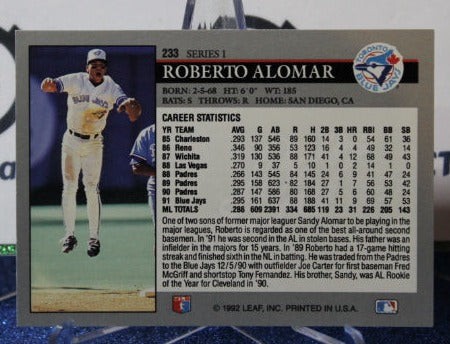 233 SERIES 1
TORONTO
BLUE JAYS
ROBERTO ALOMAR
BORN: 2-5-68 HT: 6' 0" WT: 185
BATS: S THROWS: R HOME: SAN DIEGO, CA
CAREER STATISTICS
YR TEAM AVG G AB R H 2B 3B HR RBI BB SB
85 Charleston .293 137 546 89 160 14 3 0 54 61 36
86 Reno .346 90 356 53 123 16 4 4 49 32 14
87 Wichita .319 130 536 88 171 41 4 12 68 49 43
88 Las Vegas .270 9 37 5 10 1 0 2 14 1 3
88 Padres .266 143 545 84 145 24 6 9 41 47 24
89 Padres .295 158 623 82 184 27 1 7 56 53 42
90 Padres .287 147 586 80 168 27 5 6 60 48 24
91 Blue Jays .295 161 637 88 188 41 11 9 69 57 53
ML TOTALS .286 609 2391 334 685 119 23 31 226 205 143
One of two sons of former major leaguer Sandy Alomar to be playing in the
major leagues, Roberto is regarded as one of the best all-around second
basemen. In '91 he was second in the AL in stolen bases. His father was an
infielder in the majors for 15 years. In '89 Roberto had a 17-game hitting
streak and finished sixth in the NL in batting. He was traded from the Padres
to the Blue Jays 12/5/90 with outfielder Joe Carter for first baseman Fred
McGriff and shortstop Tony Fernandez. His brother, Sandy, was AL Rookie
of the Year for Cleveland in '90.
© 1992 LEAF, INC. PRINTED IN U.S.A.